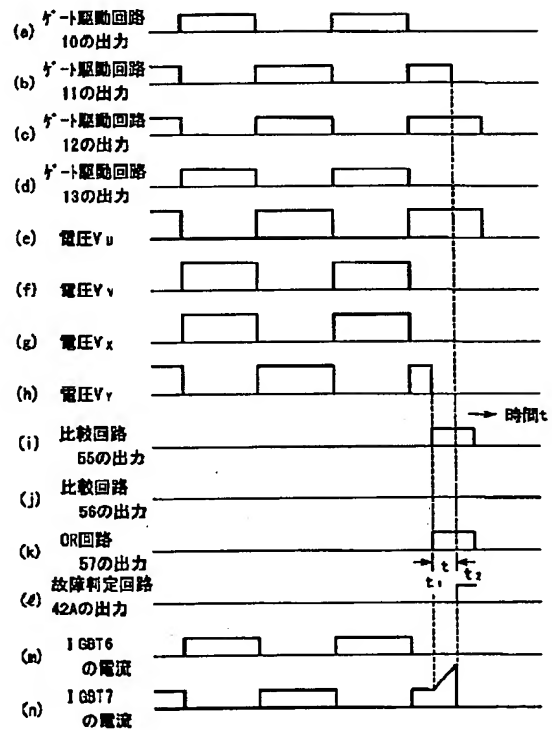 (a) ゲート駆動回路
10の出力
(b) ゲート駆動回路
11の出力
(c) ゲート駆動回路
12の出力
(d) ゲート駆動回路
13の出力
(e) 電圧VU
(f) 電圧VV
(g) 電圧VX
(h) 電圧VY
→ 時間t
(i) 比較回路
55の出力
(j) 比較回路
56の出力
(k) OR回路
57の出力
t
t1 t2
(ℓ) 故障判定回路
42Aの出力
(m) IGBT6
の電流
(n) IGBT7
の電流